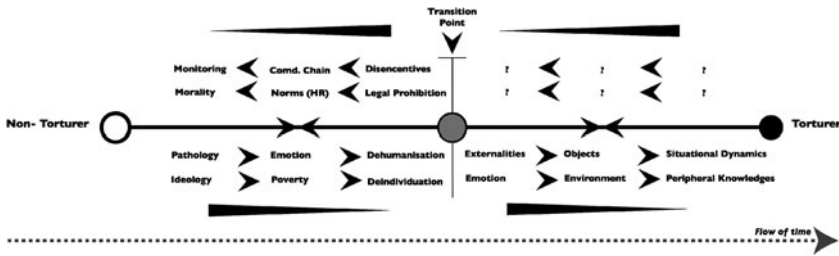 Transition
Point
Monitoring Comd. Chain Disencentives ? ? ?
Morality Norms (HR) Legal Prohibition ? ? ?
Non- Torturer Torturer
Pathology Emotion Dehumanisation Externalities Objects Situational Dynamics
Ideology Poverty Deindividuation Emotion Environment Peripheral Knowledges
Flow of time